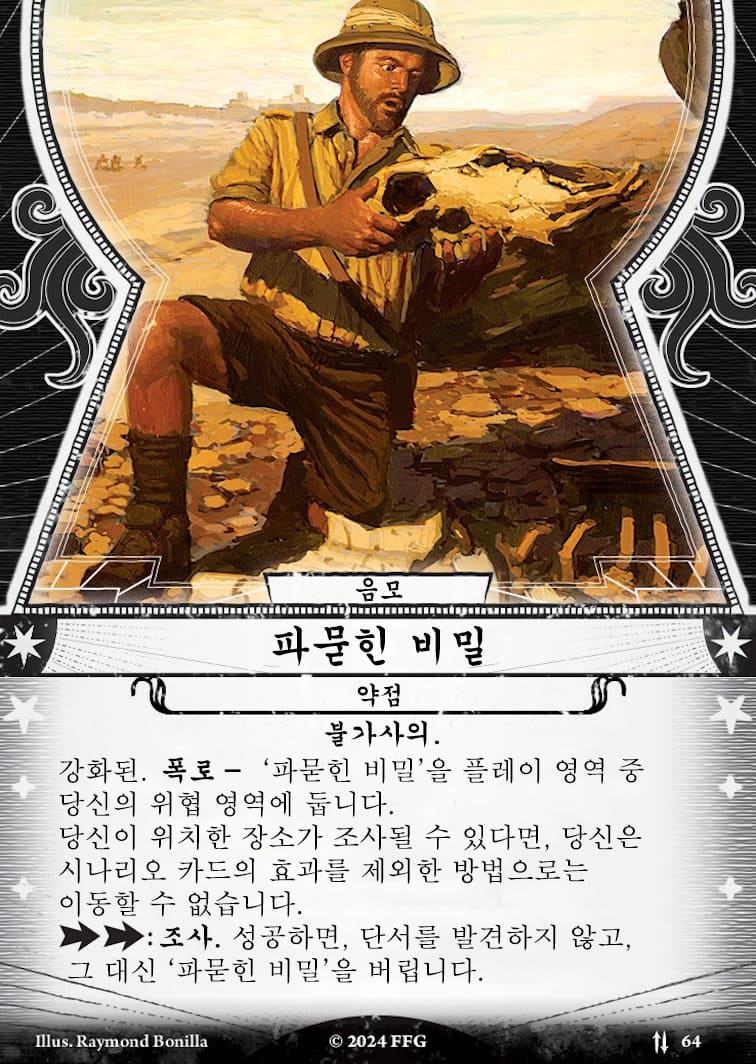 음모
파묻힌 비밀
약점
불가사의.
강화된. 폭로 – ‘파묻힌 비밀’을 플레이 영역 중
당신의 위협 영역에 둡니다.
당신이 위치한 장소가 조사될 수 있다면, 당신은
시나리오 카드의 효과를 제외한 방법으로는
이동할 수 없습니다.
: 조사. 성공하면, 단서를 발견하지 않고,
그 대신 ‘파묻힌 비밀’을 버립니다.
Illus. Raymond Bonilla © 2024 FFG 64